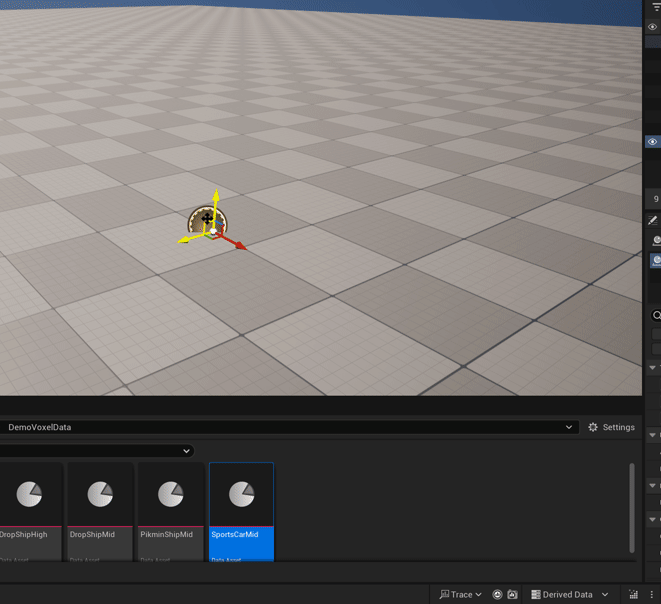 9
DemoVoxelData
Settings
DropShipHigh
DropShipMid
PikminShipMid
SportsCarMid
Data Asset
Data Asset
Data Asset
Data Asset
Trace
Derived Data